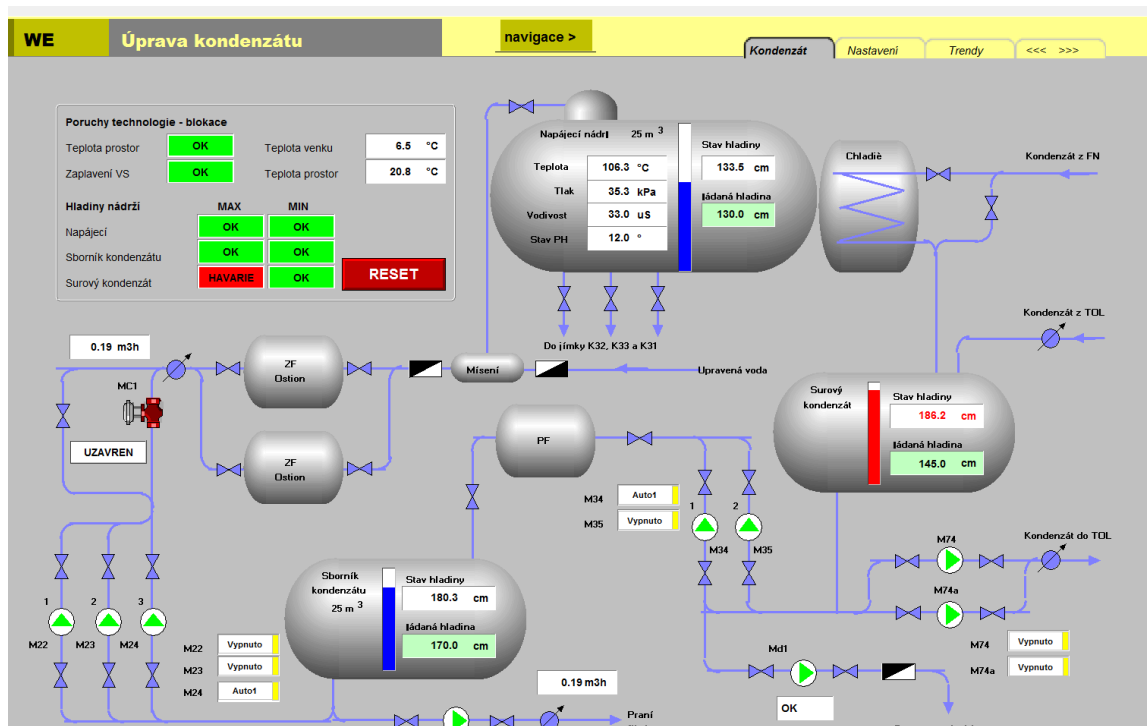 WE
Úprava kondenzátu
navigace >
Kondenzát
Nastaveni
Trendy
<<< >>>
Poruchy technologie - blokace
Teplota prostor OK Teplota venku 6.5 °C
Zaplavení VS OK Teplota prostor 20.8 °C
Hladiny nádrží MAX MIN
Napájecí OK OK
Sborník kondenzátu OK OK
Surový kondenzát HAVARIE OK
RESET
Napájecí nádrI 25 m 3
Teplota 106.3 °C
Tlak 35.3 kPa
Vodivost 33.0 uS
Stav PH 12.0 °
Stav hladiny
133.5 cm
Iádaná hladina
130.0 cm
Chladiè
Kondenzát z FN
Do jímky K32, K33 a K31
Kondenzát z TOL
0.19 m3h
MC1
UZAVREN
ZF
Ostion
ZF
Ostion
Mísení
Upravená voda
Surový
kondenzát
Stav hladiny
186.2 cm
Iádaná hladina
145.0 cm
PF
M34 Auto1
M35 Vypnuto
1
2
M34
M35
M74
M74a
Kondenzát do TOL
Sborník
kondenzátu
25 m 3
Stav hladiny
180.3 cm
Iádaná hladina
170.0 cm
1
2
3
M22
M23
M24
M22 Vypnuto
M23 Vypnuto
M24 Auto1
Md1
OK
M74 Vypnuto
M74a Vypnuto
0.19 m3h
Praní